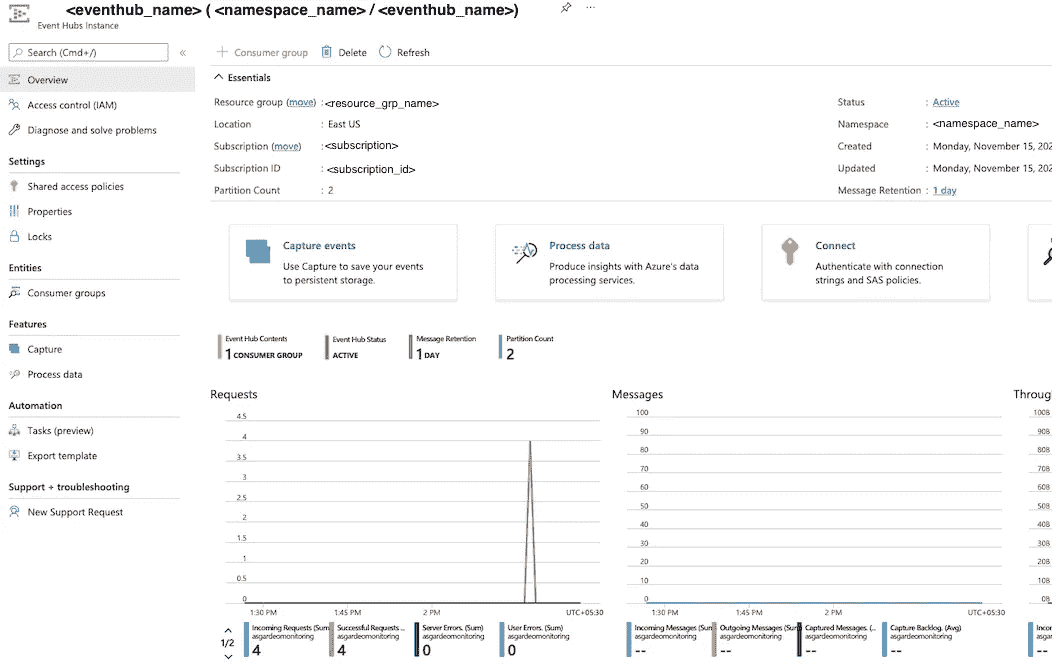 <eventhub_name> ( <namespace_name> / <eventhub_name>)
...
Event Hubs Instance
Search (Cmd+/)
«
Consumer group
Delete
Refresh
Overview
Access control (IAM)
Diagnose and solve problems
Settings
Shared access policies
Properties
Locks
Entities
Consumer groups
Features
Capture
Process data
Automation
Tasks (preview)
Export template
Support + troubleshooting
New Support Request
Essentials
Resource group (move) : <resource_grp_name>
Location : East US
Subscription (move) : <subscription>
Subscription ID : <subscription_id>
Partition Count : 2
Status : Active
Namespace : <namespace_name>
Created : Monday, November 15, 202
Updated : Monday, November 15, 202
Message Retention : 1 day
Capture events
Use Capture to save your events
to persistent storage.
Process data
Produce insights with Azure's data
processing services.
Connect
Authenticate with connection
strings and SAS policies.
Event Hub Contents
1 CONSUMER GROUP
Event Hub Status
ACTIVE
Message Retention
1 DAY
Partition Count
2
Requests
4.5
4
3.5
3
2.5
2
1.5
1
0.5
0
1:30 PM
1:45 PM
2 PM
UTC+05:30
1/2
Incoming Requests (Sum
asgardeomonitoring
4
Successful Requests ...
asgardeomonitoring
4
Server Errors. (Sum)
asgardeomonitoring
0
User Errors. (Sum)
asgardeomonitoring
0
Messages
100
90
80
70
60
50
40
30
20
10
0
1:30 PM
1:45 PM
2 PM
UTC+05:30
Incoming Messages (Sum
asgardeomonitoring
--
Outgoing Messages (Sum
asgardeomonitoring
--
Captured Messages. (...
asgardeomonitoring
--
Capture Backlog. (Avg)
asgardeomonitoring
--
Throug
100B
90B
80B
70B
60B
50B
40B
30B
20B
10B
0B
Incor
asga
--